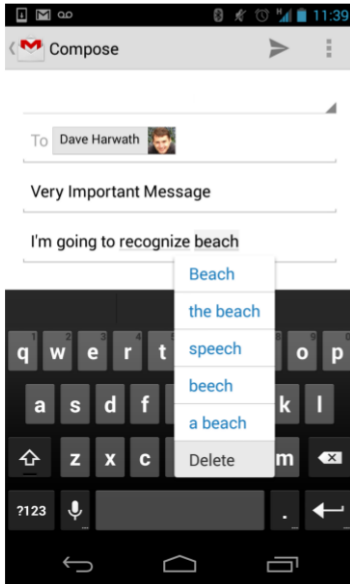 11:39
Compose
To Dave Harwath
Very Important Message
I'm going to recognize beach
Beach
the beach
speech
beech
a beach
Delete
q w e r t o p
a s d f k l
z x c m
?123 .